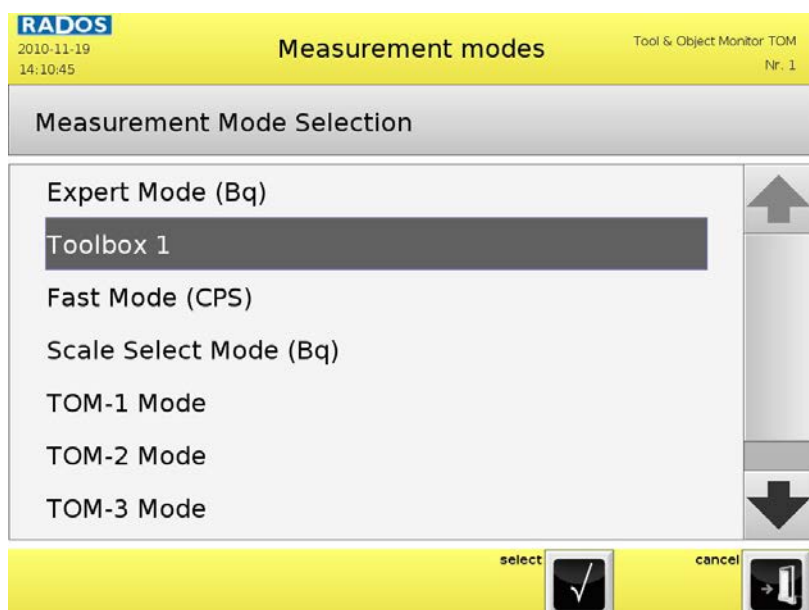 RADOS
2010-11-19
14:10:45
Measurement modes
Tool & Object Monitor TOM
Nr. 1
Measurement Mode Selection
Expert Mode (Bq)
Toolbox 1
Fast Mode (CPS)
Scale Select Mode (Bq)
TOM-1 Mode
TOM-2 Mode
TOM-3 Mode
select
cancel